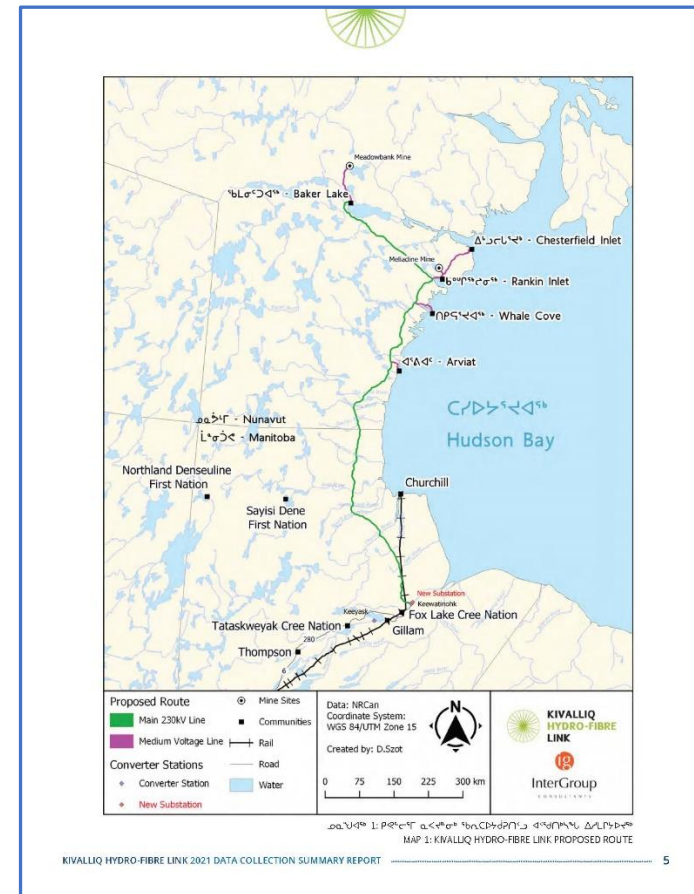 Meadowbank Mine
ᖃᒪᓂᑦᑐᐊᖅ - Baker Lake
- Chesterfield Inlet
Meliadine Mine
- Rankin Inlet
ᑎᑭᕋᕐᔪᐊᖅ - Whale Cove
ᐊᕐᕕᐊᑦ - Arviat
Hudson Bay
- Nunavut
- Manitoba
Northland Denseuline
First Nation
Sayisi Dene
First Nation
Churchill
New Substation
Keewatinohk
Fox Lake Cree Nation
Keeyask
Tataskweyak Cree Nation
Gillam
280
Thompson
6
Proposed Route
Main 230kV Line
Medium Voltage Line
Converter Stations
Converter Station
New Substation
Mine Sites
Communities
Rail
Road
Water
Data: NRCan
Coordinate System:
WGS 84/UTM Zone 15
Created by: D.Szot
N
0 75 150 225 300 km
KIVALLIQ
HYDRO-FIBRE
LINK
ig
InterGroup
CONSULTANTS
MAP 1: KIVALLIQ HYDRO-FIBRE LINK PROPOSED ROUTE
KIVALLIQ HYDRO-FIBRE LINK 2021 DATA COLLECTION SUMMARY REPORT 5